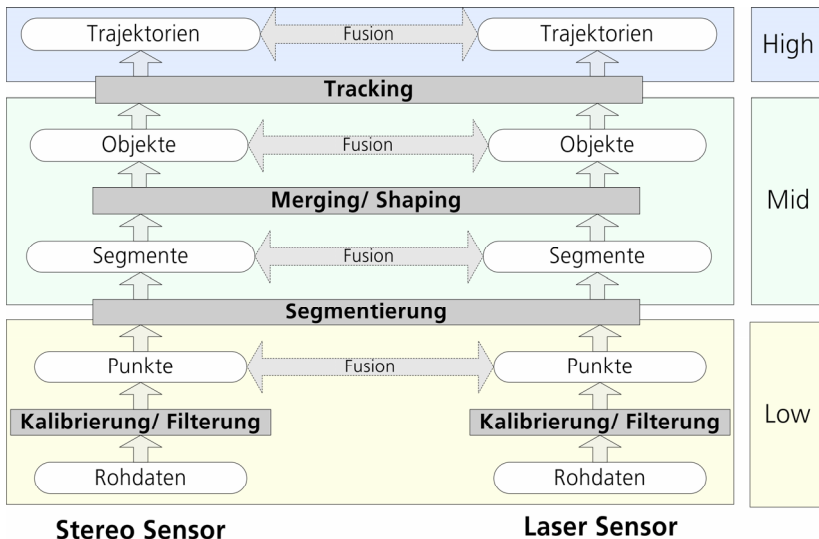 Trajektorien Fusion Trajektorien High
Tracking
Objekte Fusion Objekte
Merging/ Shaping Mid
Segmente Fusion Segmente
Segmentierung
Punkte Fusion Punkte
Kalibrierung/ Filterung Kalibrierung/ Filterung Low
Rohdaten Rohdaten
Stereo Sensor Laser Sensor